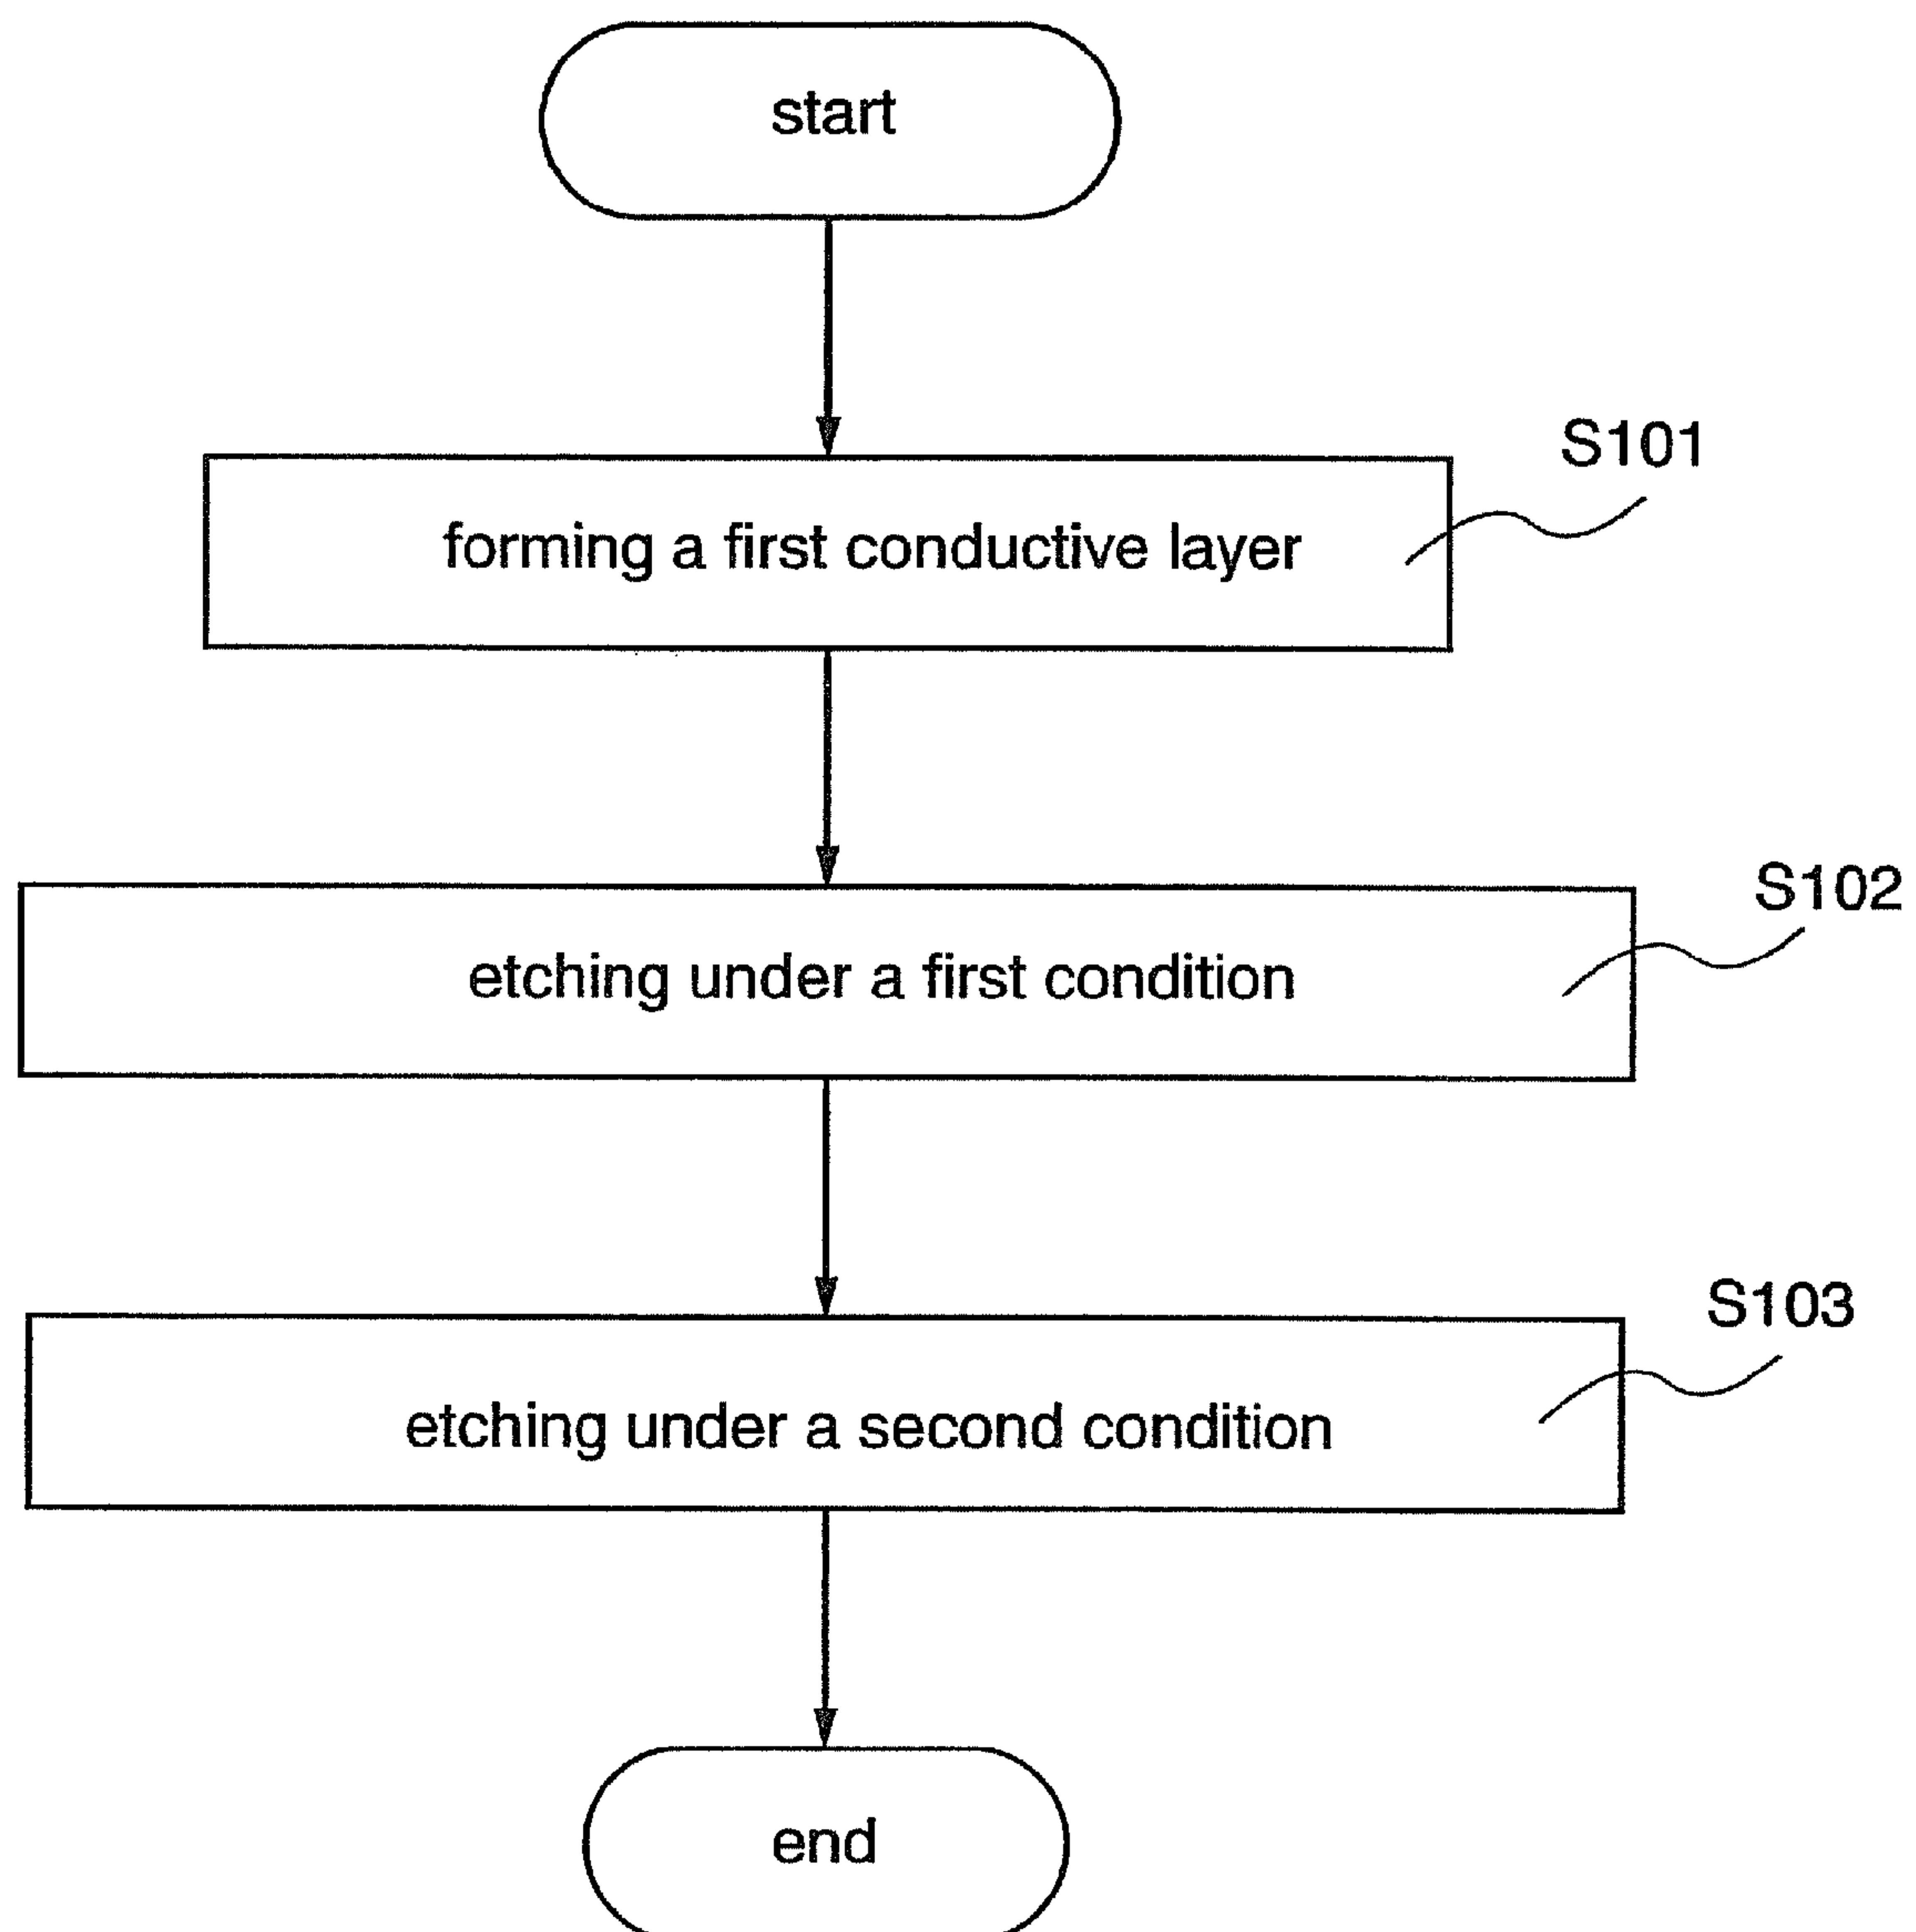 start
S101
forming a first conductive layer
S102
etching under a first condition
S103
etching under a second condition
end